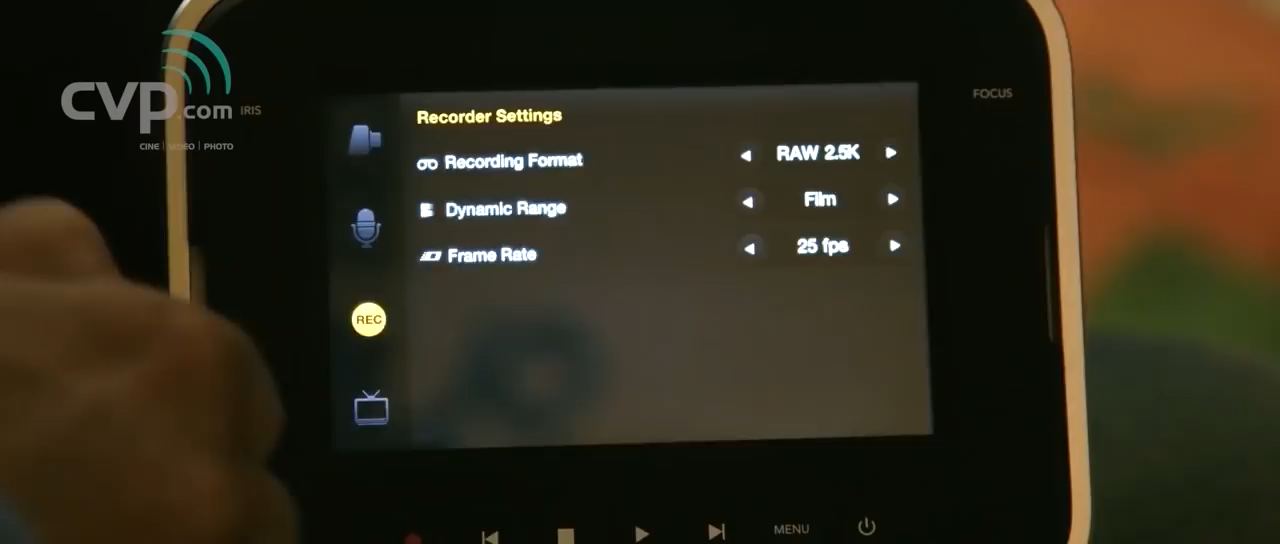 CVP.com
CINE | VIDEO | PHOTO
IRIS
FOCUS
Recorder Settings
Recording Format
RAW 2.5K
Dynamic Range
Film
Frame Rate
25 fps
REC
MENU